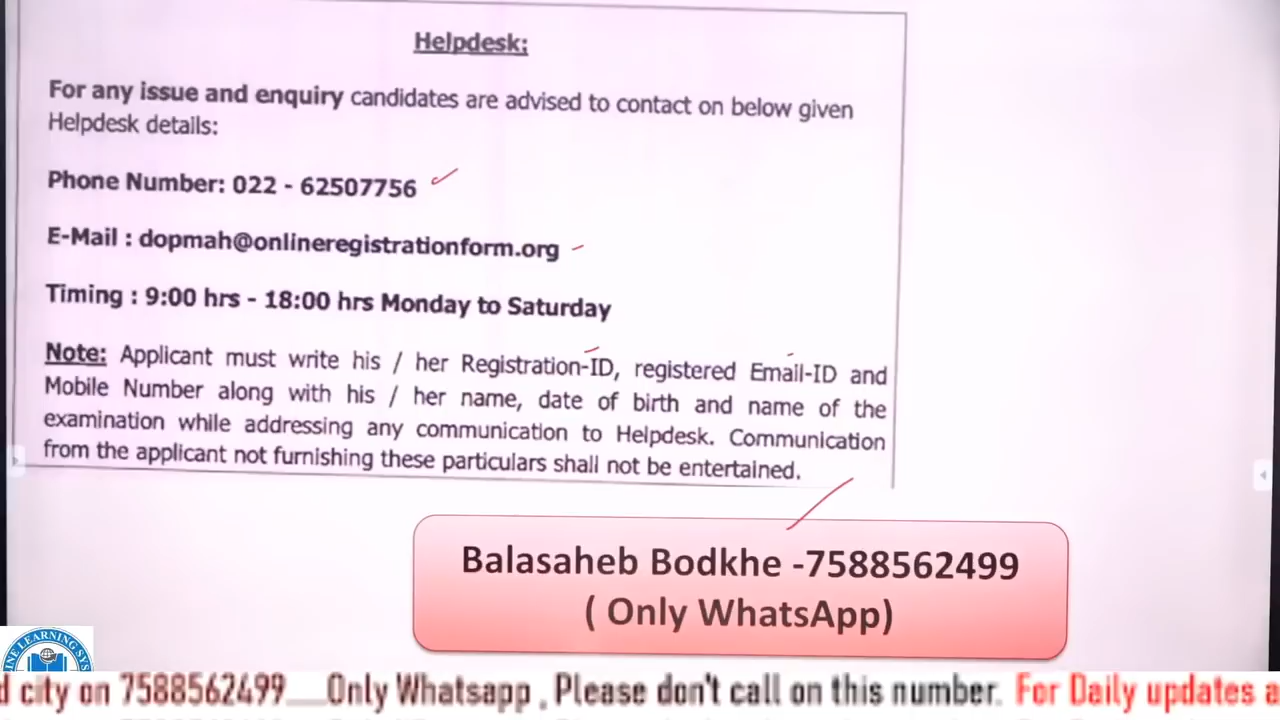 Helpdesk:
For any issue and enquiry candidates are advised to contact on below given
Helpdesk details:
Phone Number: 022 - 62507756
E-Mail : dopmah@onlineregistrationform.org
Timing : 9:00 hrs - 18:00 hrs Monday to Saturday
Note: Applicant must write his / her Registration-ID, registered Email-ID and
Mobile Number along with his / her name, date of birth and name of the
examination while addressing any communication to Helpdesk. Communication
from the applicant not furnishing these particulars shall not be entertained.
Balasaheb Bodkhe -7588562499
( Only WhatsApp)
LEARNING
city on 7588562499.....Only Whatsapp , Please don't call on this number. For Daily updates